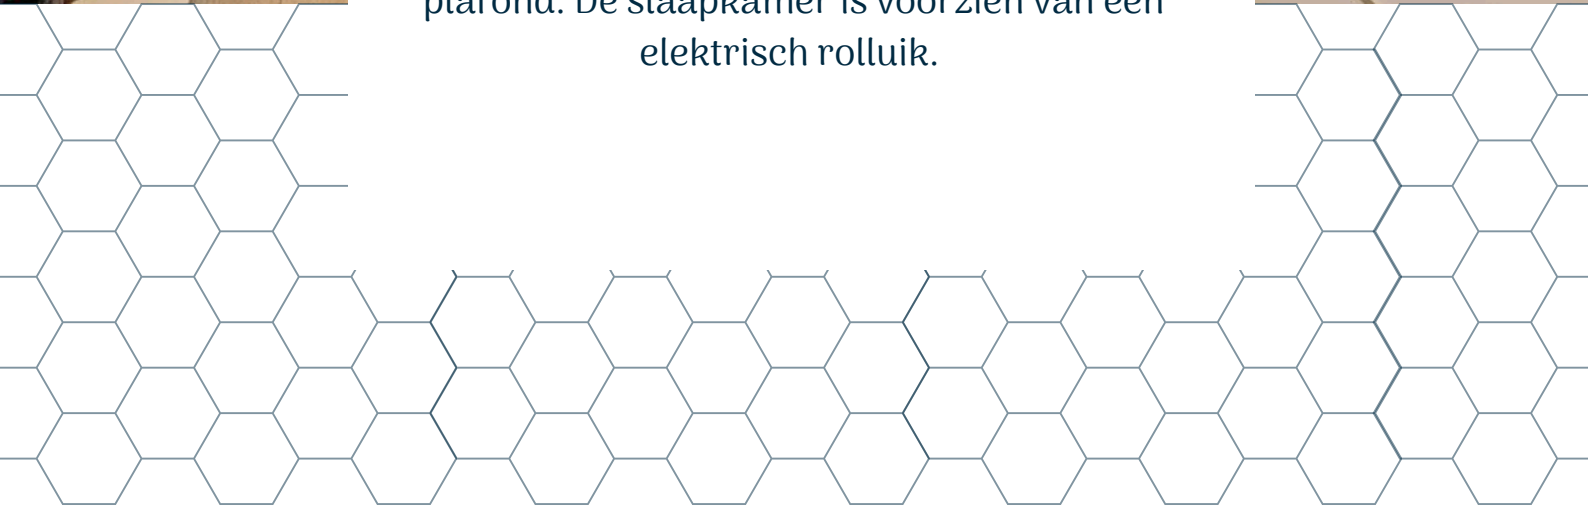 plafond. De slaapkamer is voorzien van een
elektrisch rolluik.